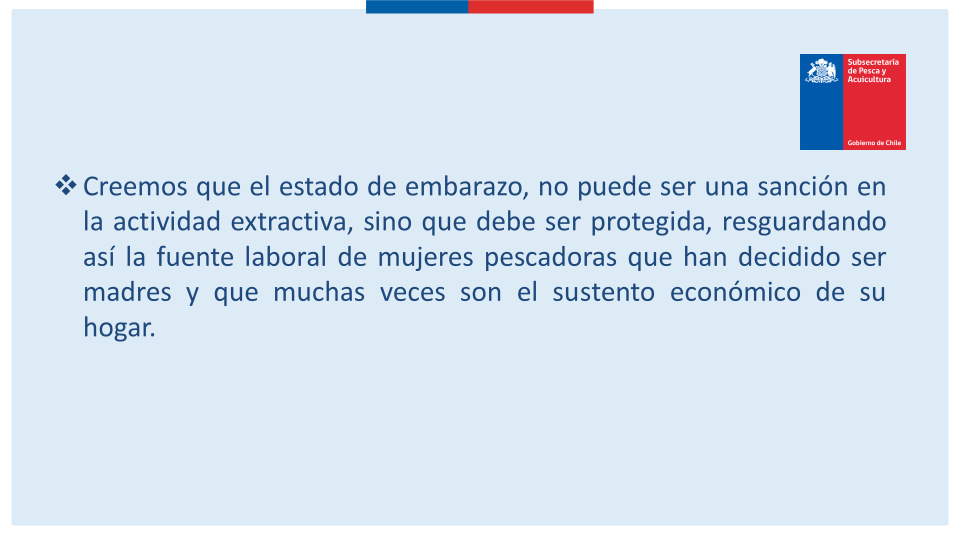 Subsecretaría
de Pesca y
Acuicultura
Gobierno de Chile
❖ Creemos que el estado de embarazo, no puede ser una sanción en
la actividad extractiva, sino que debe ser protegida, resguardando
así la fuente laboral de mujeres pescadoras que han decidido ser
madres y que muchas veces son el sustento económico de su
hogar.